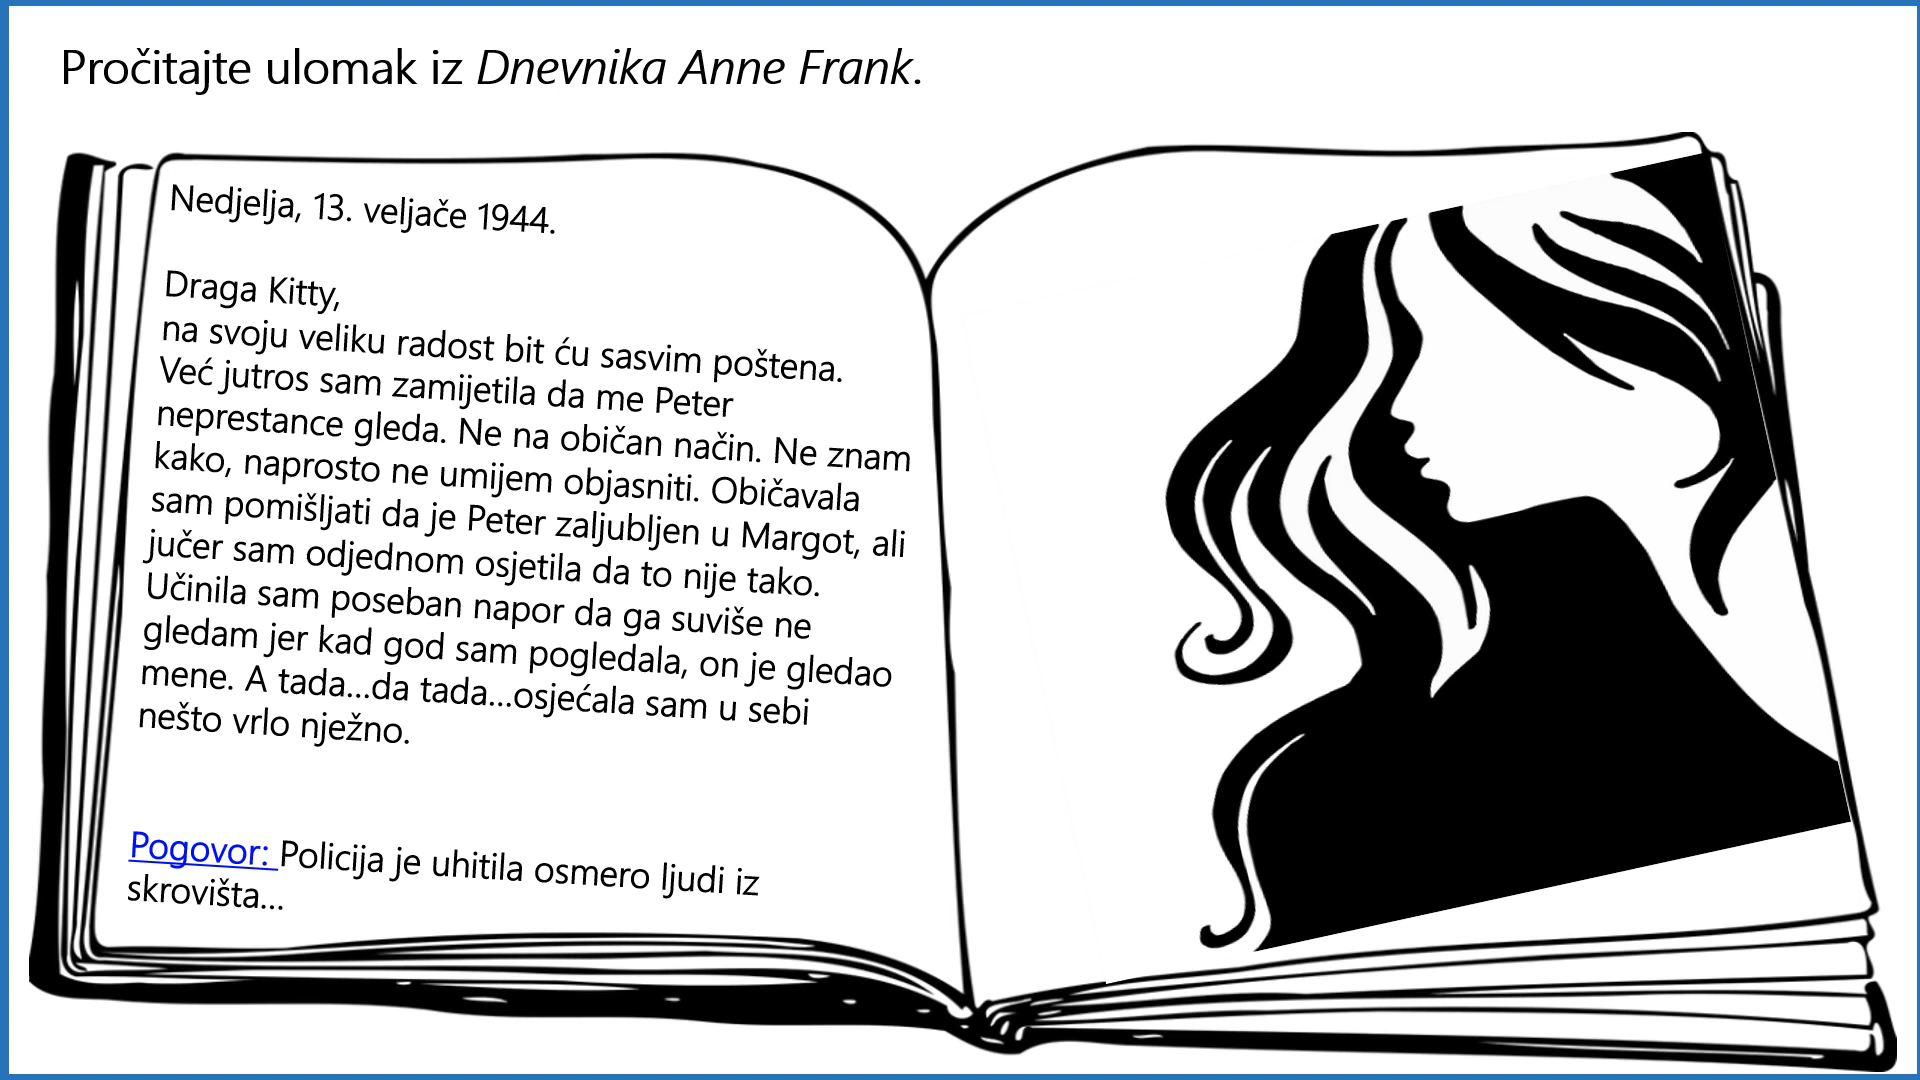 Pročitajte ulomak iz Dnevnika Anne Frank.
Nedjelja, 13. veljače 1944.
Draga Kitty,
na svoju veliku radost bit ću sasvim poštena.
Već jutros sam zamijetila da me Peter
neprestance gleda. Ne na običan način. Ne znam
kako, naprosto ne umijem objasniti. Običavala
sam pomišljati da je Peter zaljubljen u Margot, ali
jučer sam odjednom osjetila da to nije tako.
Učinila sam poseban napor da ga suviše ne
gledam jer kad god sam pogledala, on je gledao
mene. A tada...da tada...osjećala sam u sebi
nešto vrlo nježno.
Pogovor: Policija je uhitila osmero ljudi iz
skrovišta...